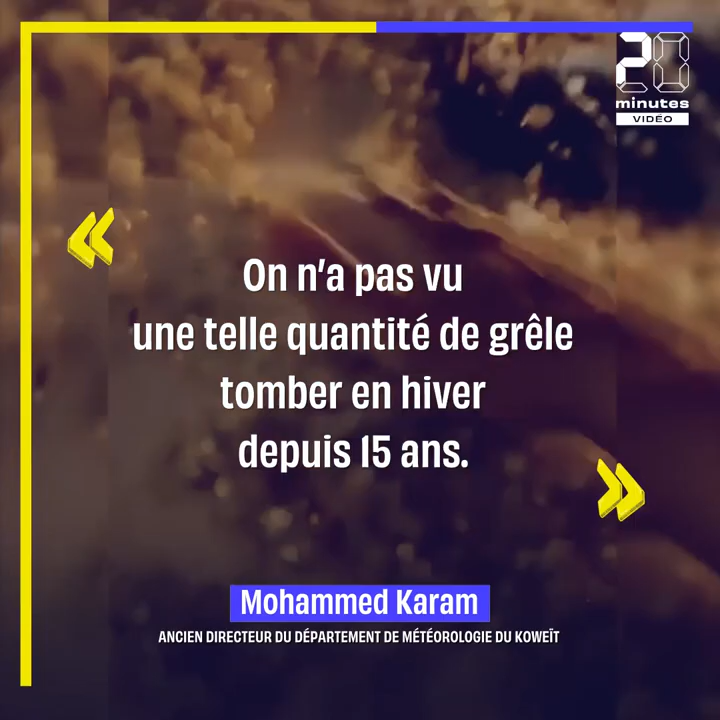 20
minutes
VIDÉO
«
On n'a pas vu
une telle quantité de grêle
tomber en hiver
depuis 15 ans.
»
Mohammed Karam
ANCIEN DIRECTEUR DU DÉPARTEMENT DE MÉTÉOROLOGIE DU KOWEÏT